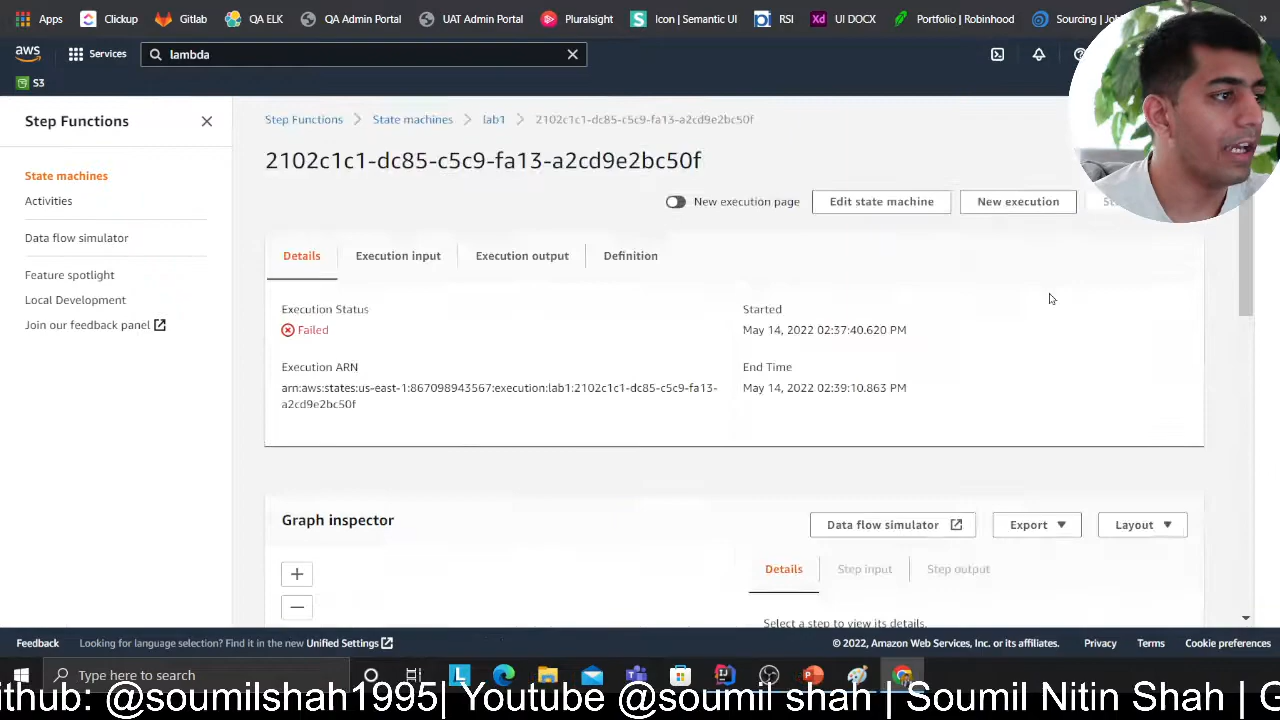 apps
Clickup
Gitlab
QA ELK
QA Admin Portal
UAT Admin Portal
Pluralsight
Icon | Semantic UI
RSI
Xd
UI DOCX
Portfolio | Robinhood
Sourcing | Jo
»
aws
Services
lambda
S3
Step Functions
State machines
Activities
Data flow simulator
Feature spotlight
Local Development
Join our feedback panel
Step Functions
State machines
lab1
2102c1c1-dc85-c5c9-fa13-a2cd9e2bc50f
2102c1c1-dc85-c5c9-fa13-a2cd9e2bc50f
New execution page
Edit state machine
New execution
Details
Execution input
Execution output
Definition
Execution Status
Failed
Execution ARN
arn:aws:states:us-east-1:867098943567:execution:lab1:2102c1c1-dc85-c5c9-fa13-
a2cd9e2bc50f
Started
May 14, 2022 02:37:40.620 PM
End Time
May 14, 2022 02:39:10.863 PM
Graph inspector
Data flow simulator
Export
Layout
Details
Step input
Step output
Select a step to view its details.
Feedback
Looking for language selection? Find it in the new Unified Settings
© 2022, Amazon Web Services, Inc. or its affiliates.
Privacy
Terms
Cookie preferences
Type here to search
ithub: @soumilshah1995| Youtube @soumil shah | Soumil Nitin Shah | G